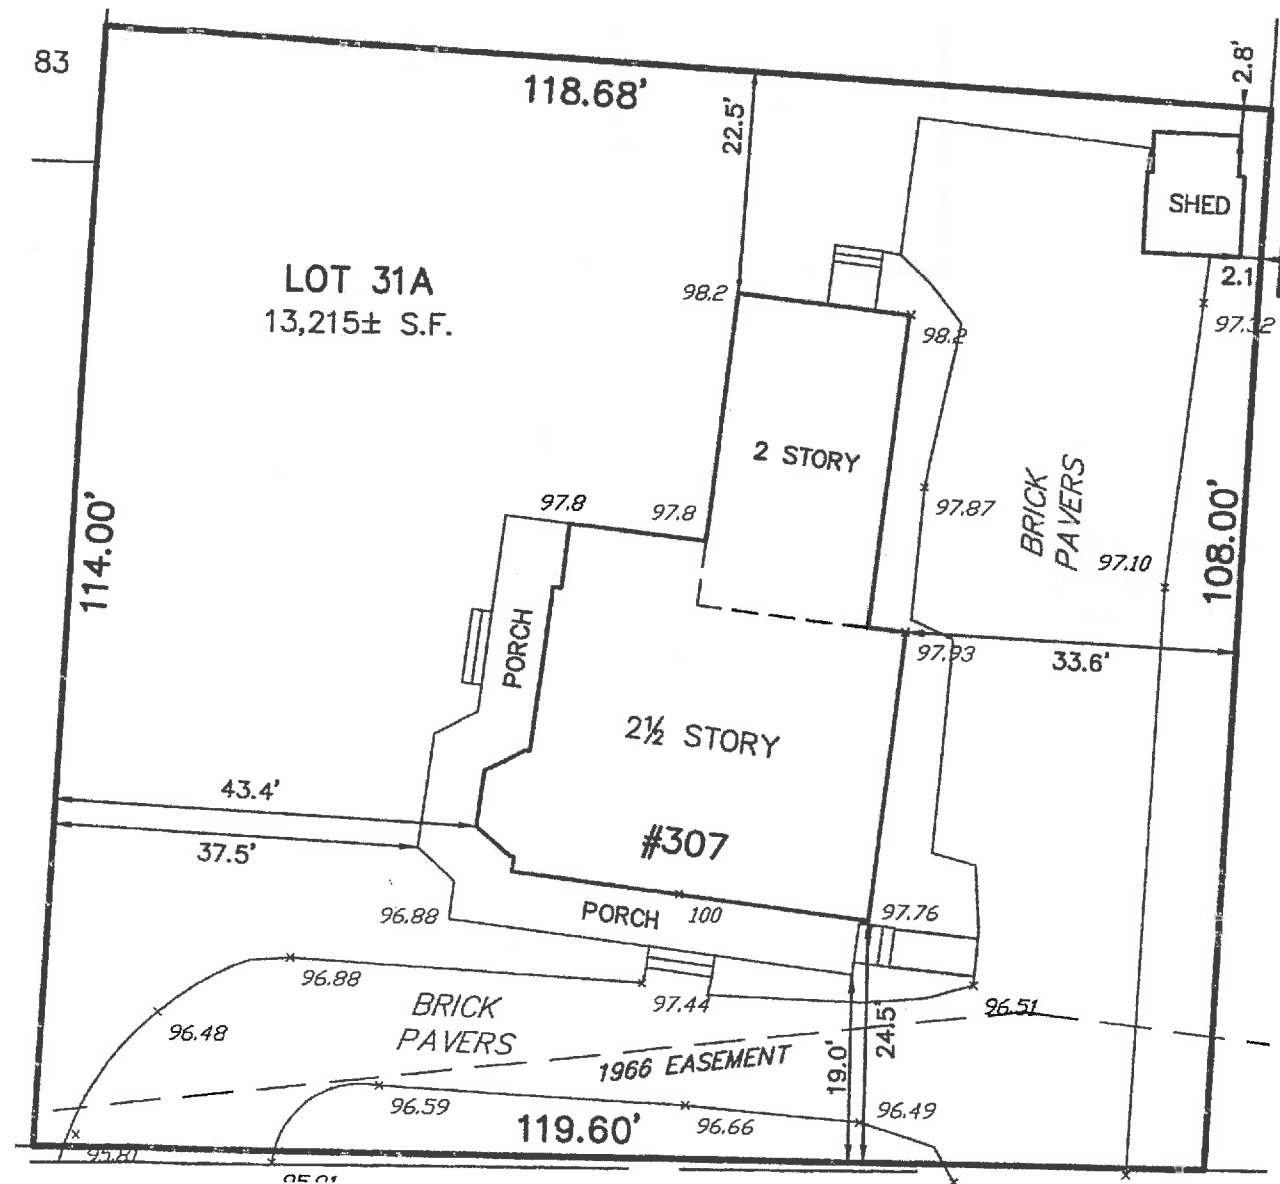 83
118.68'
2.8'
22.5'
SHED
2.1
LOT 31A
13,215± S.F.
98.2
98.2
97.32
2 STORY
97.87
BRICK
PAVERS
97.10
97.8
97.8
114.00'
108.00'
PORCH
97.93
33.6'
2½ STORY
43.4'
37.5'
#307
96.88
PORCH
100
97.76
96.88
97.44
96.51
BRICK
PAVERS
96.48
24.5'
19.0'
1966 EASEMENT
96.59
96.66
96.49
119.60'
95.81